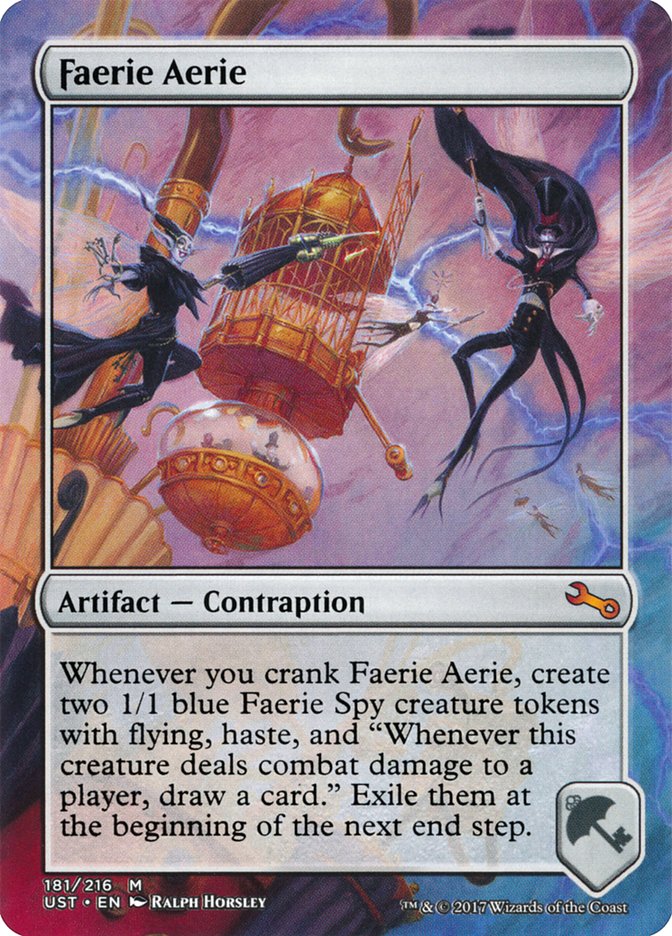 Faerie Aerie
Artifact — Contraption
Whenever you crank Faerie Aerie, create
two 1/1 blue Faerie Spy creature tokens
with flying, haste, and “Whenever this
creature deals combat damage to a
player, draw a card.” Exile them at
the beginning of the next end step.
181/216 M
UST • EN Ralph Horsley
™ & © 2017 Wizards of the Coast